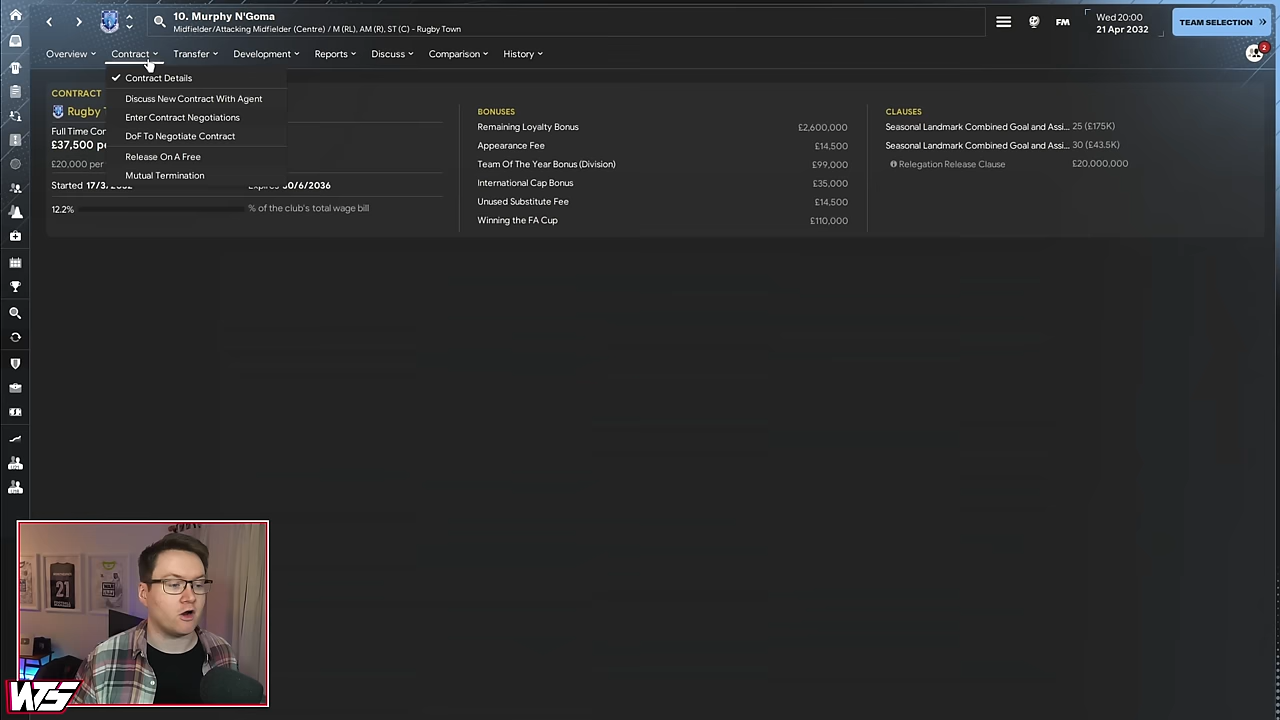 10. Murphy N'Goma
Midfielder/Attacking Midfielder (Centre) / M (RL), AM (R), ST (C) - Rugby Town
FM
Wed 20:00
21 Apr 2032
TEAM SELECTION
2
Overview
Contract
Transfer
Development
Reports
Discuss
Comparison
History
Contract Details
Discuss New Contract With Agent
Enter Contract Negotiations
DoF To Negotiate Contract
Release On A Free
Mutual Termination
CONTRACT
Rugby
Full Time Con
£37,500 pe
£20,000 per
Started 17/3/
30/6/2036
12.2%
% of the club's total wage bill
BONUSES
Remaining Loyalty Bonus £2,600,000
Appearance Fee £14,500
Team Of The Year Bonus (Division) £99,000
International Cap Bonus £35,000
Unused Substitute Fee £14,500
Winning the FA Cup £110,000
CLAUSES
Seasonal Landmark Combined Goal and Assi... 25 (£175K)
Seasonal Landmark Combined Goal and Assi... 30 (£43.5K)
Relegation Release Clause £20,000,000
21
WTS